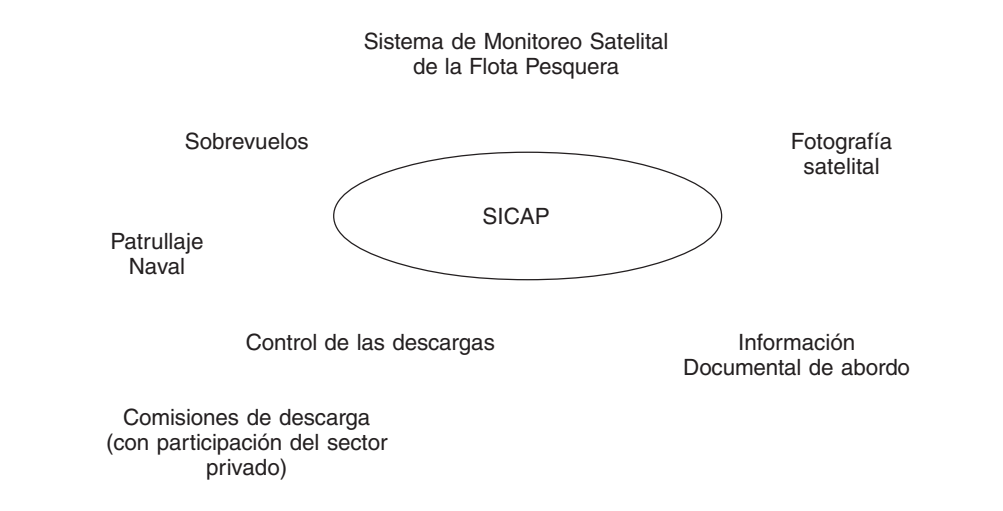 Sistema de Monitoreo Satelital
de la Flota Pesquera
Sobrevuelos
Fotografía
satelital
SICAP
Patrullaje
Naval
Control de las descargas
Información
Documental de abordo
Comisiones de descarga
(con participación del sector
privado)